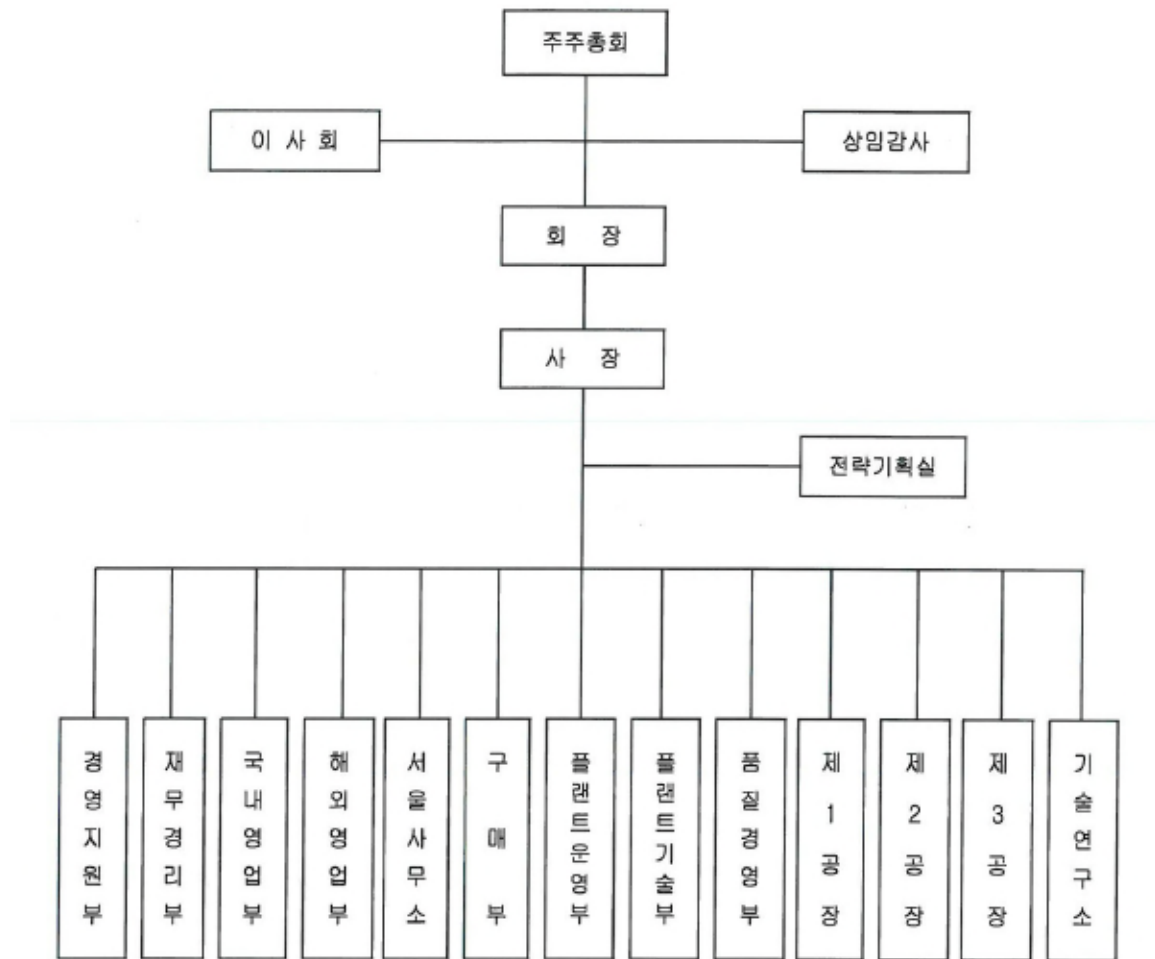 주주총회
이 사 회
상임감사
회 장
사 장
전략기획실
경영지원부
재무경리부
국내영업부
해외영업부
서울사무소
구매부
플랜트운영부
플랜트기술부
품질경영부
제1공장
제2공장
제3공장
기술연구소